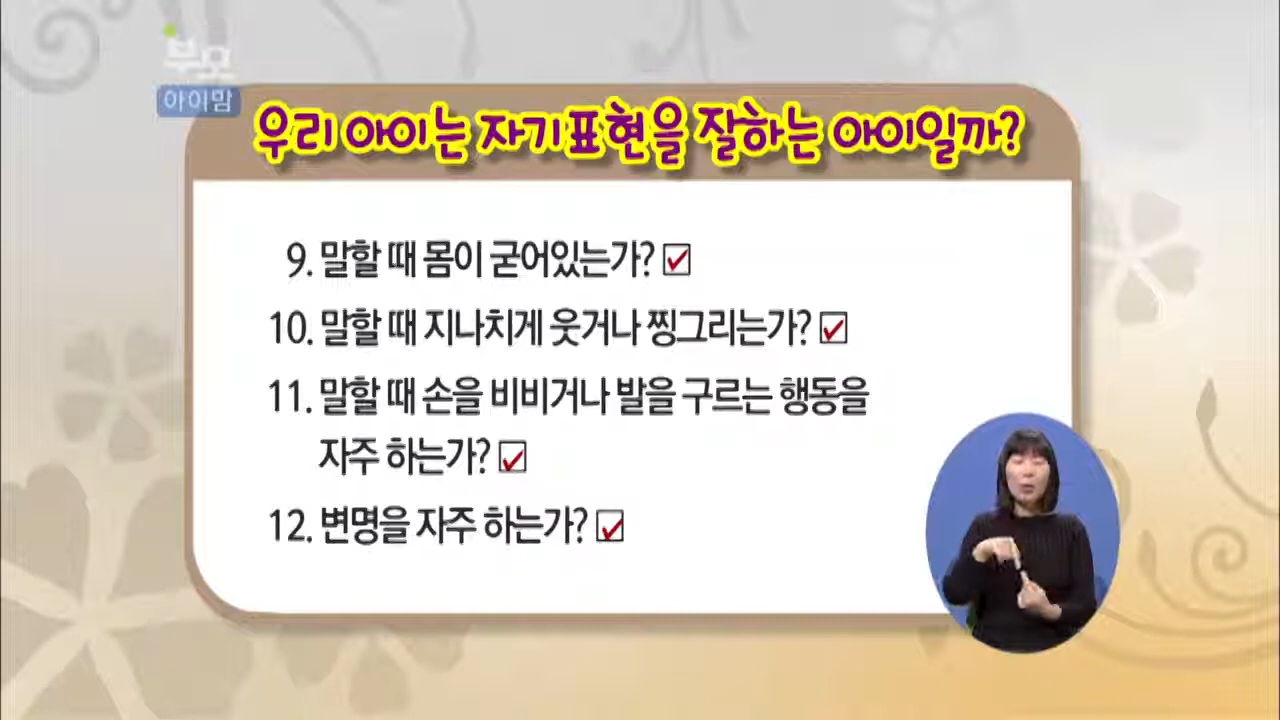 부모
아이맘
우리 아이는 자기표현을 잘하는 아이일까?
9. 말할 때 몸이 굳어있는가? ☑
10. 말할 때 지나치게 웃거나 찡그리는가? ☑
11. 말할 때 손을 비비거나 발을 구르는 행동을
자주 하는가? ☑
12. 변명을 자주 하는가? ☑